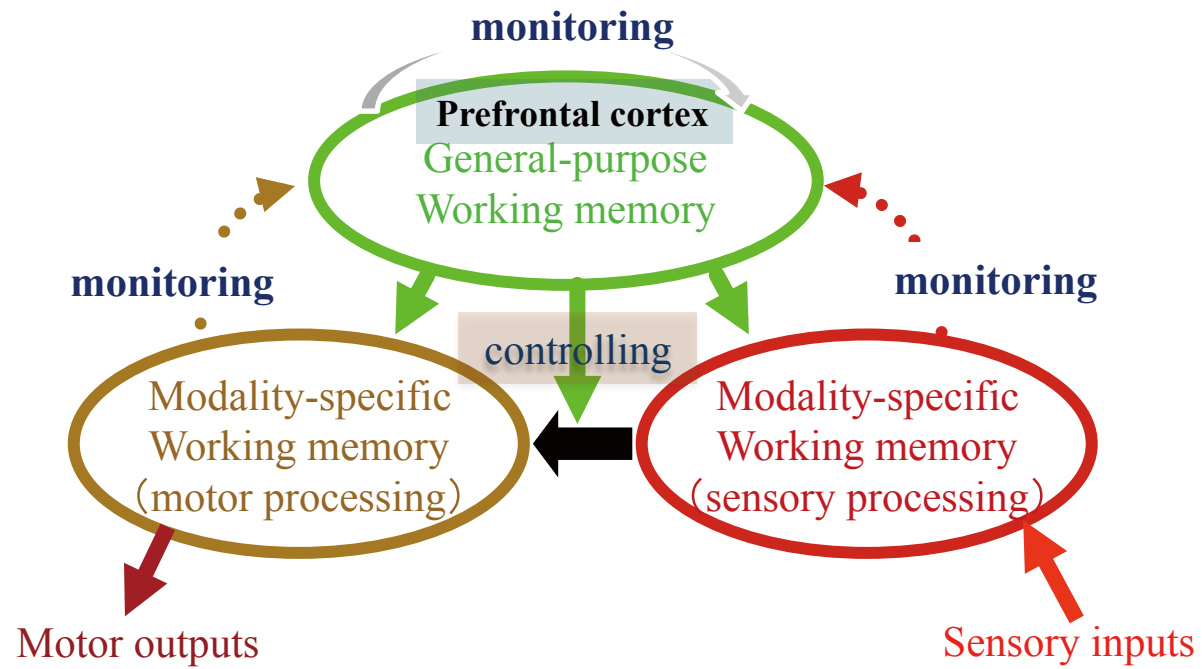 monitoring
Prefrontal cortex
General-purpose
Working memory
monitoring
monitoring
controlling
Modality-specific
Working memory
（motor processing）
Modality-specific
Working memory
（sensory processing）
Motor outputs
Sensory inputs